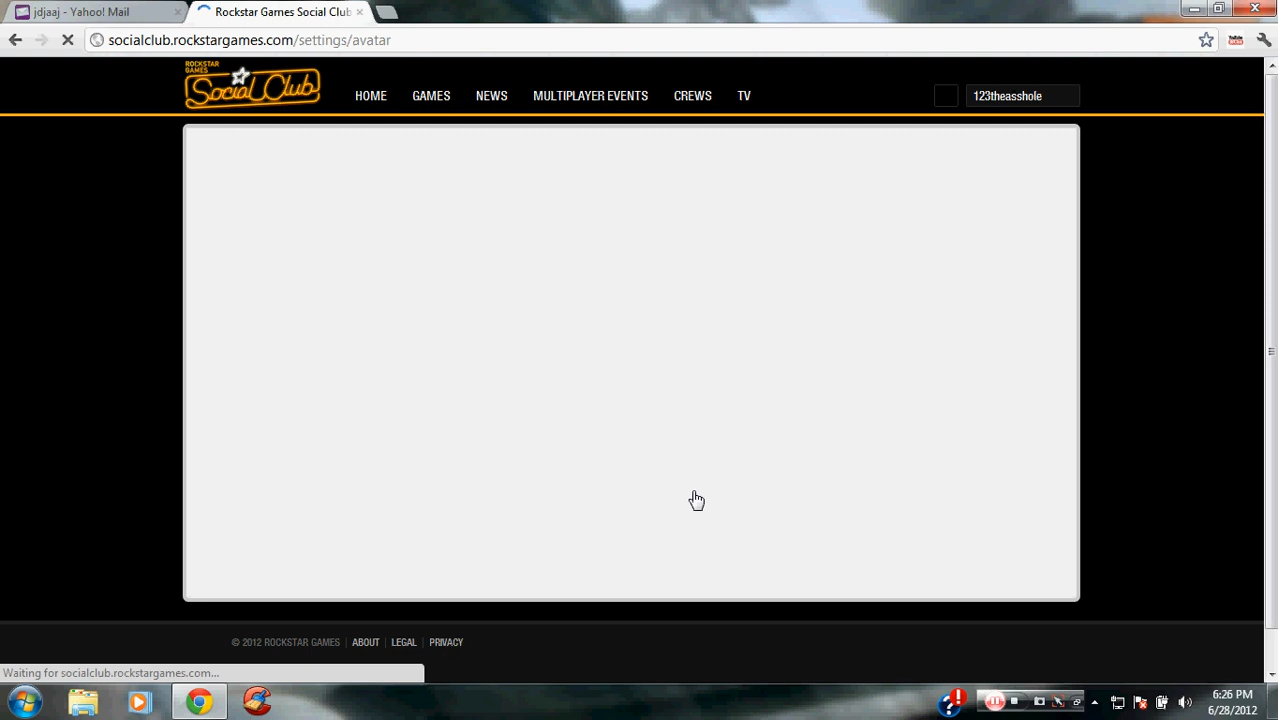 jdjaaj - Yahoo! Mail
Rockstar Games Social Club
socialclub.rockstargames.com/settings/avatar
ROCKSTAR
GAMES
Social Club
HOME
GAMES
NEWS
MULTIPLAYER EVENTS
CREWS
TV
123theasshole
© 2012 ROCKSTAR GAMES
ABOUT
LEGAL
PRIVACY
Waiting for socialclub.rockstargames.com...
6:26 PM
6/28/2012